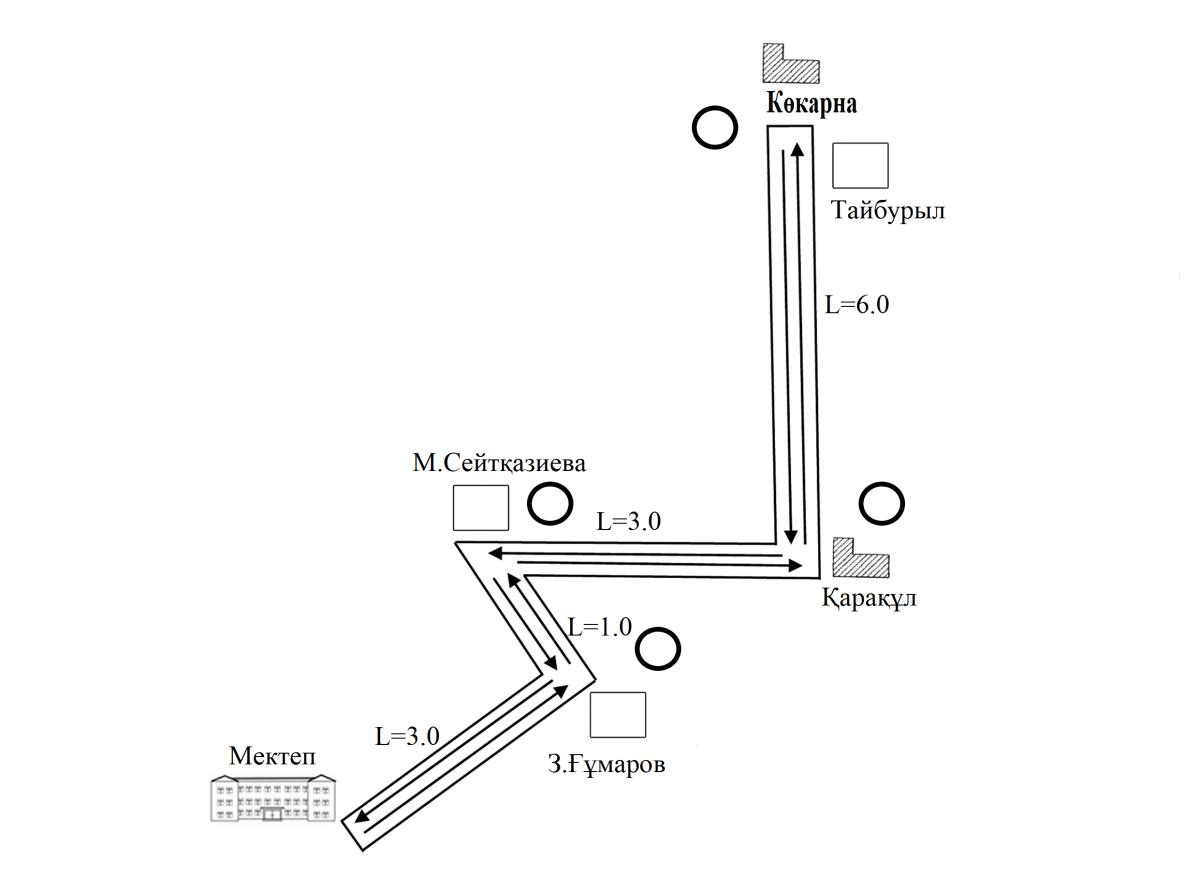 Көкарна
Тайбурыл
L=6.0
М.Сейтқазиева
L=3.0
Қарақұл
L=1.0
L=3.0
З.Ғұмаров
Мектеп